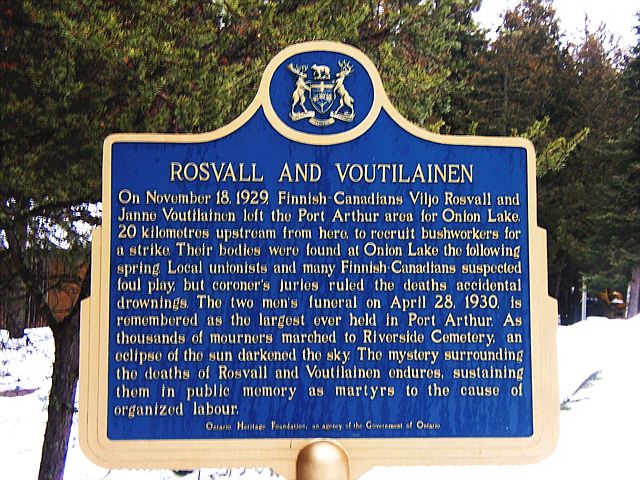 ROSVALL AND VOUTILAINEN
On November 18, 1929, Finnish-Canadians Viljo Rosvall and
Janne Voutilainen left the Port Arthur area for Onion Lake,
20 kilometres upstream from here, to recruit bushworkers for
a strike. Their bodies were found at Onion Lake the following
spring. Local unionists and many Finnish-Canadians suspected
foul play, but coroner's juries ruled the deaths accidental
drownings. The two men's funeral on April 28, 1930, is
remembered as the largest ever held in Port Arthur. As
thousands of mourners marched to Riverside Cemetery, an
eclipse of the sun darkened the sky. The mystery surrounding
the deaths of Rosvall and Voutilainen endures, sustaining
them in public memory as martyrs to the cause of
organized labour.
Ontario Heritage Foundation, an agency of the Government of Ontario